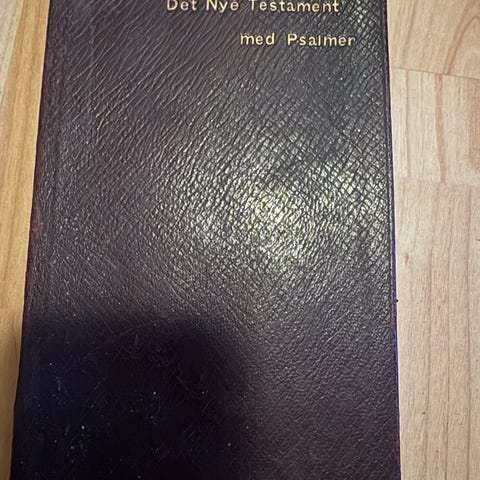 Det Nye Testament
med Psalmer